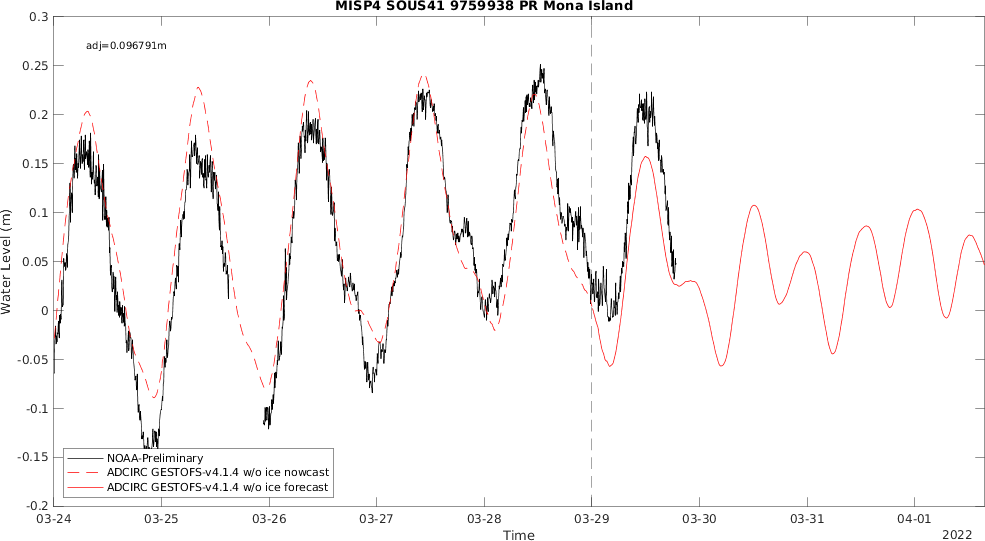 MISP4 SOUS41 9759938 PR Mona Island
adj=0.096791m
0.3
0.25
0.2
0.15
0.1
0.05
0
-0.05
-0.1
-0.15
-0.2
Water Level (m)
NOAA-Preliminary
ADCIRC GESTOFS-v4.1.4 w/o ice nowcast
ADCIRC GESTOFS-v4.1.4 w/o ice forecast
03-24 03-25 03-26 03-27 03-28 03-29 03-30 03-31 04-01
Time
2022